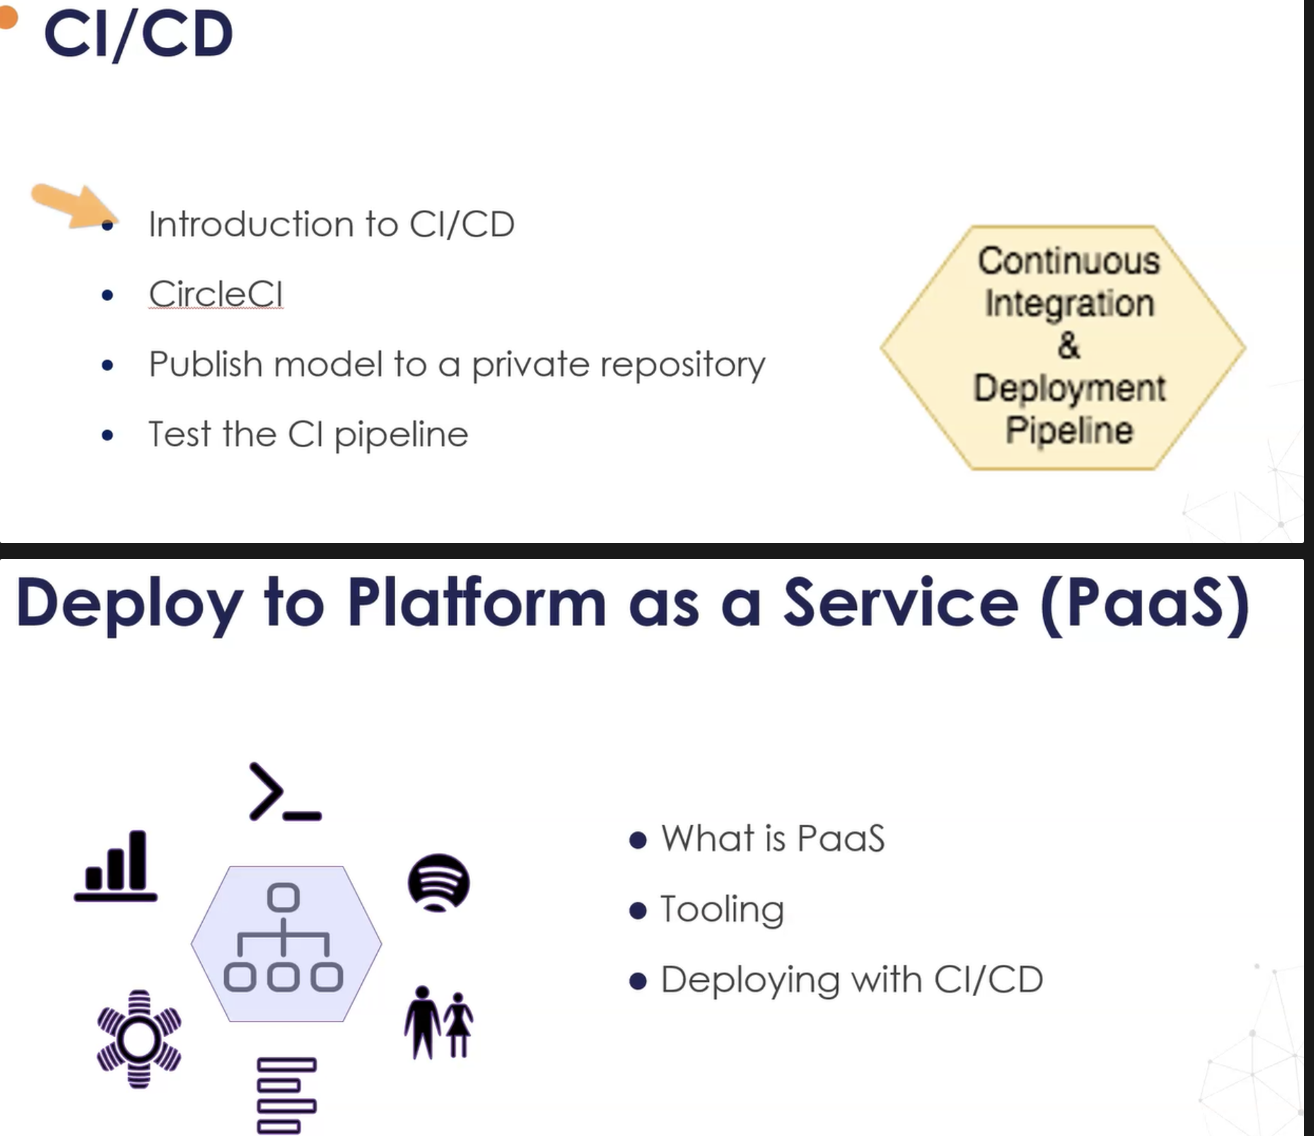 CI/CD
Introduction to CI/CD
CircleCI
Publish model to a private repository
Test the CI pipeline
Continuous
Integration
&
Deployment
Pipeline
Deploy to Platform as a Service (PaaS)
What is PaaS
Tooling
Deploying with CI/CD